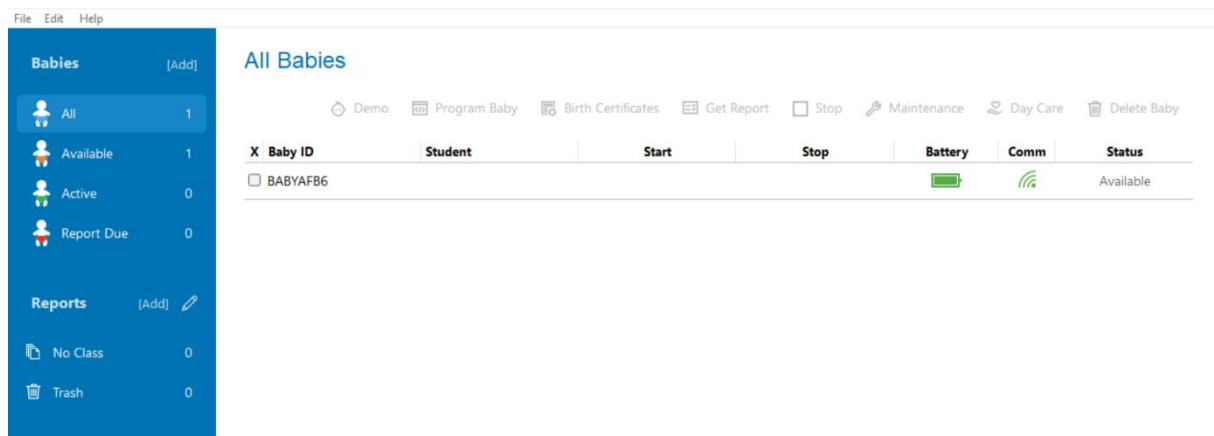 File Edit Help
Babies [Add]
All 1
Available 1
Active 0
Report Due 0
Reports [Add]
No Class 0
Trash 0
All Babies
Demo Program Baby Birth Certificates Get Report Stop Maintenance Day Care Delete Baby
X Baby ID Student Start Stop Battery Comm Status
BABYAFB6 Available